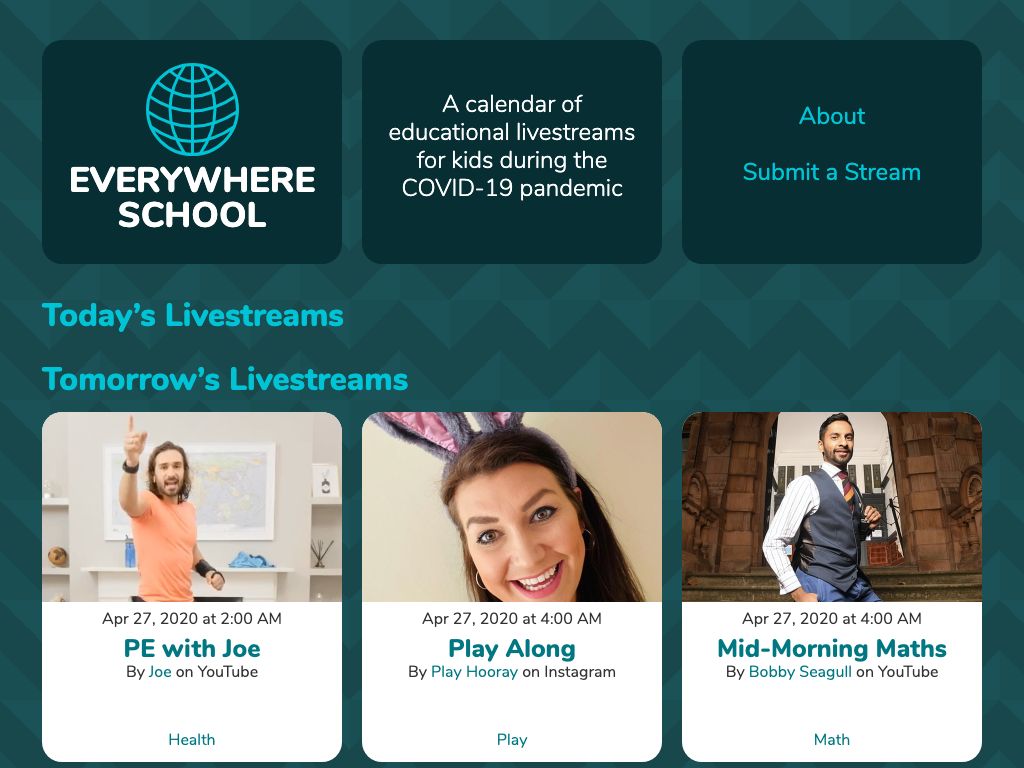 EVERYWHERE
SCHOOL
A calendar of
educational livestreams
for kids during the
COVID-19 pandemic
About
Submit a Stream
Today’s Livestreams
Tomorrow’s Livestreams
Apr 27, 2020 at 2:00 AM
PE with Joe
By Joe on YouTube
Health
Apr 27, 2020 at 4:00 AM
Play Along
By Play Hooray on Instagram
Play
Apr 27, 2020 at 4:00 AM
Mid-Morning Maths
By Bobby Seagull on YouTube
Math